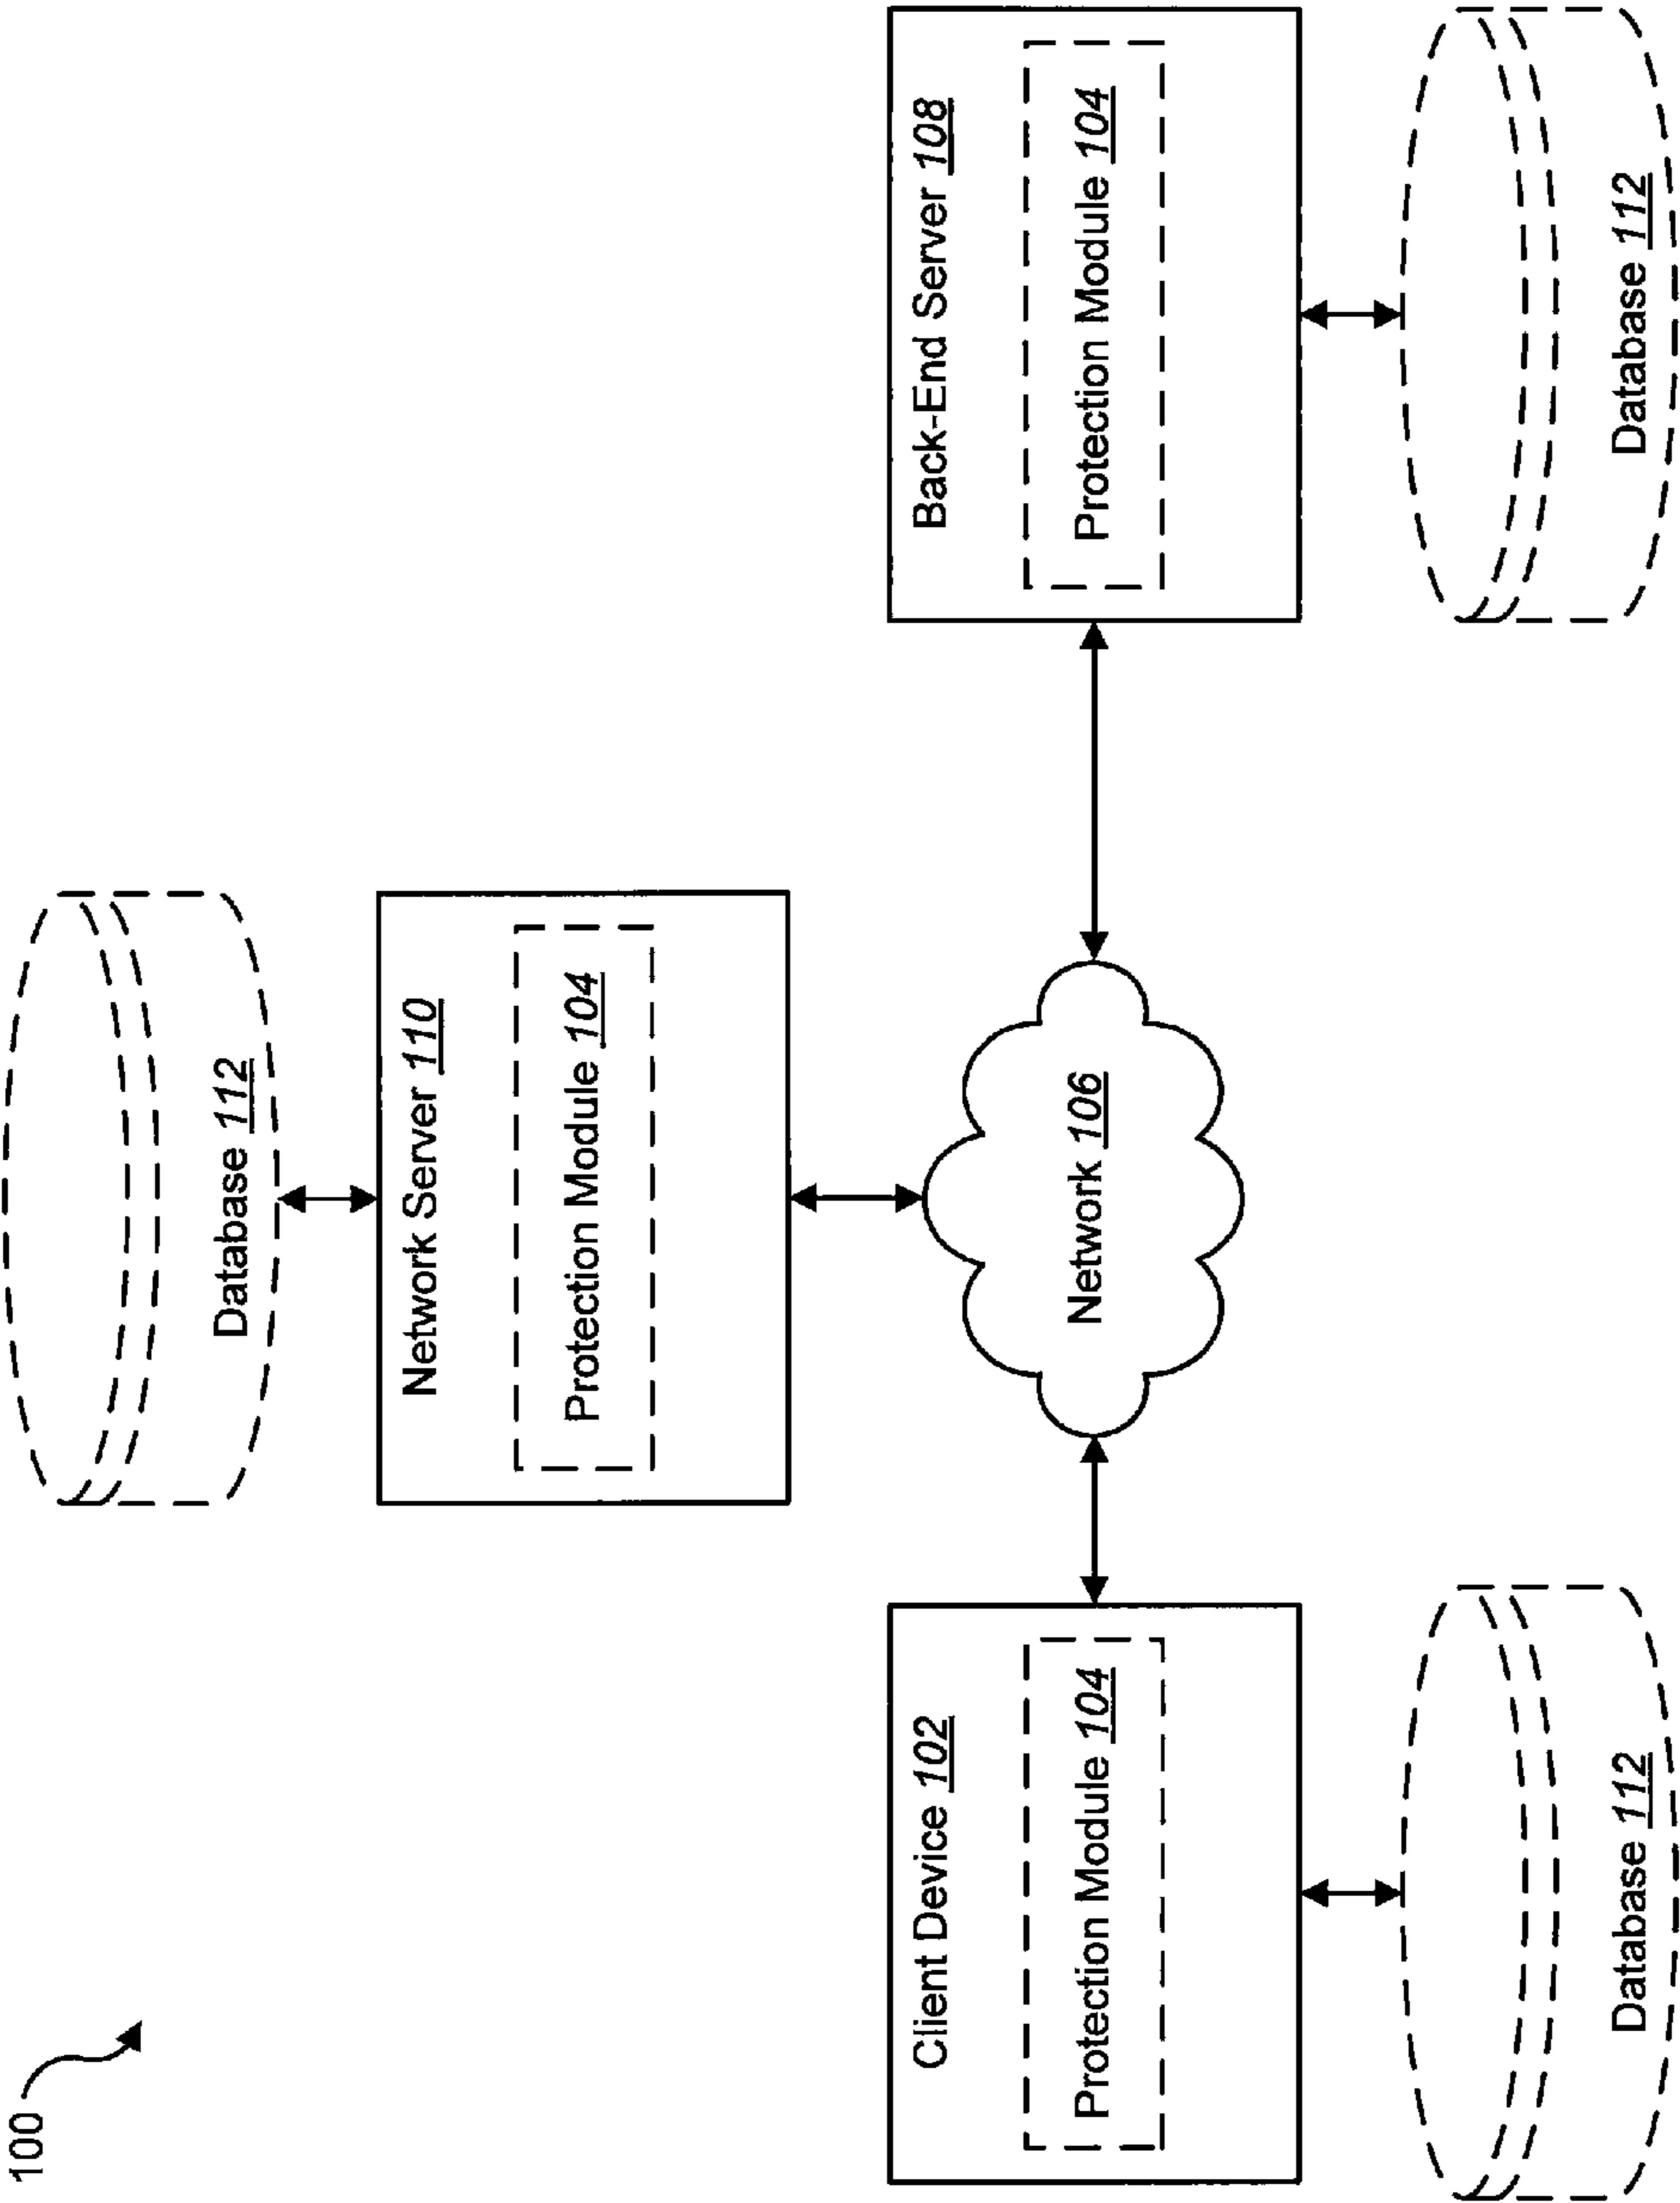 100
Database 112
Network Server 110
Protection Module 104
Client Device 102
Protection Module 104
Network 106
Back-End Server 108
Protection Module 104
Database 112
Database 112